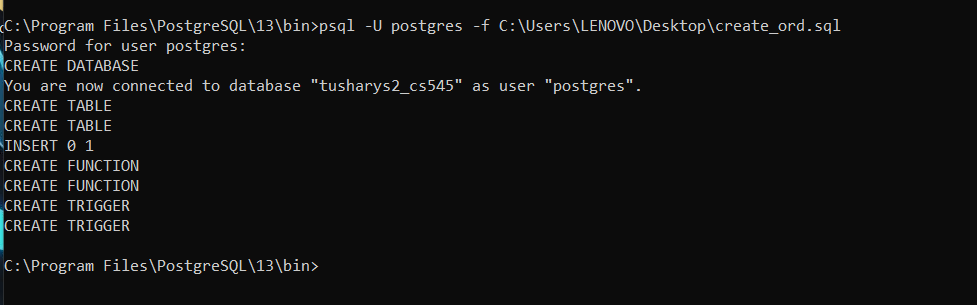 C:\Program Files\PostgreSQL\13\bin>psql -U postgres -f C:\Users\LENOVO\Desktop\create_ord.sql
Password for user postgres:
CREATE DATABASE
You are now connected to database "tusharys2_cs545" as user "postgres".
CREATE TABLE
CREATE TABLE
INSERT 0 1
CREATE FUNCTION
CREATE FUNCTION
CREATE TRIGGER
CREATE TRIGGER
C:\Program Files\PostgreSQL\13\bin>